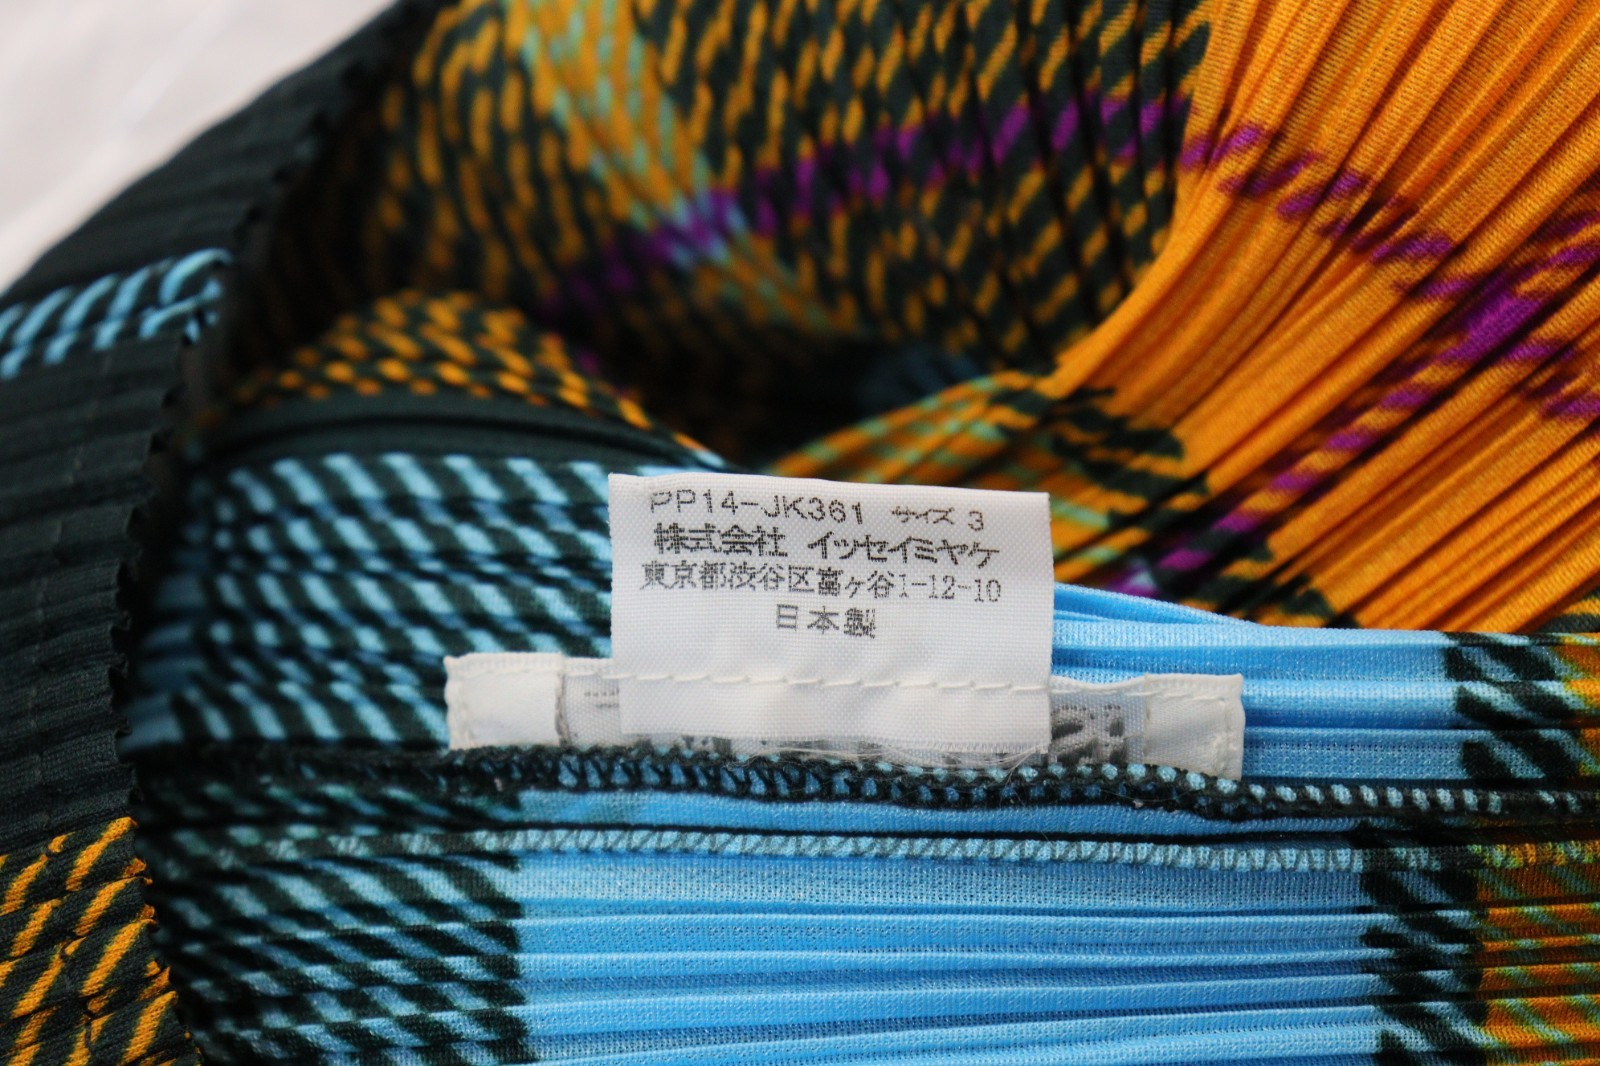 PP14-JK361 サイズ 3
株式会社 イッセイミヤケ
東京都渋谷区富ヶ谷1-12-10
日本製